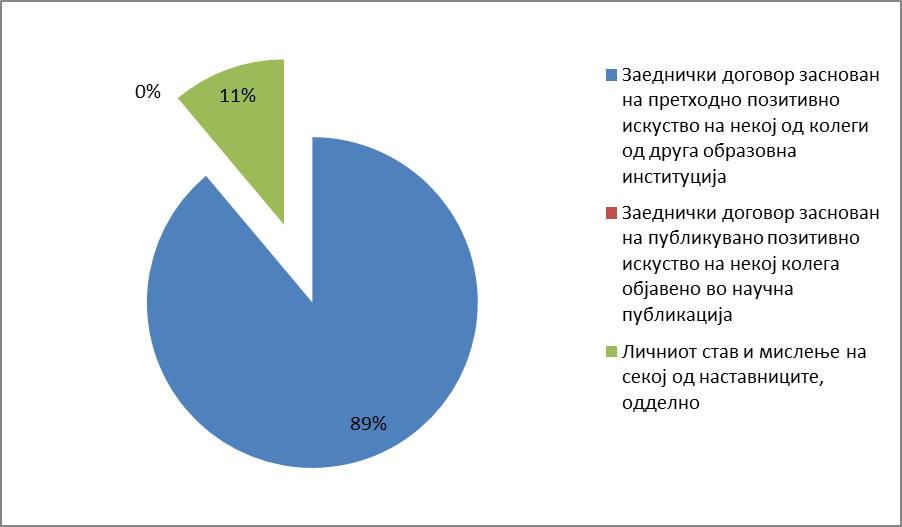 0%
11%
89%
Заеднички договор заснован
на претходно позитивно
искуство на некој од колеги
од друга образовна
институција
Заеднички договор заснован
на публикувано позитивно
искуство на некој колега
објавено во научна
публикација
Личниот став и мислење на
секој од наставниците,
одделно